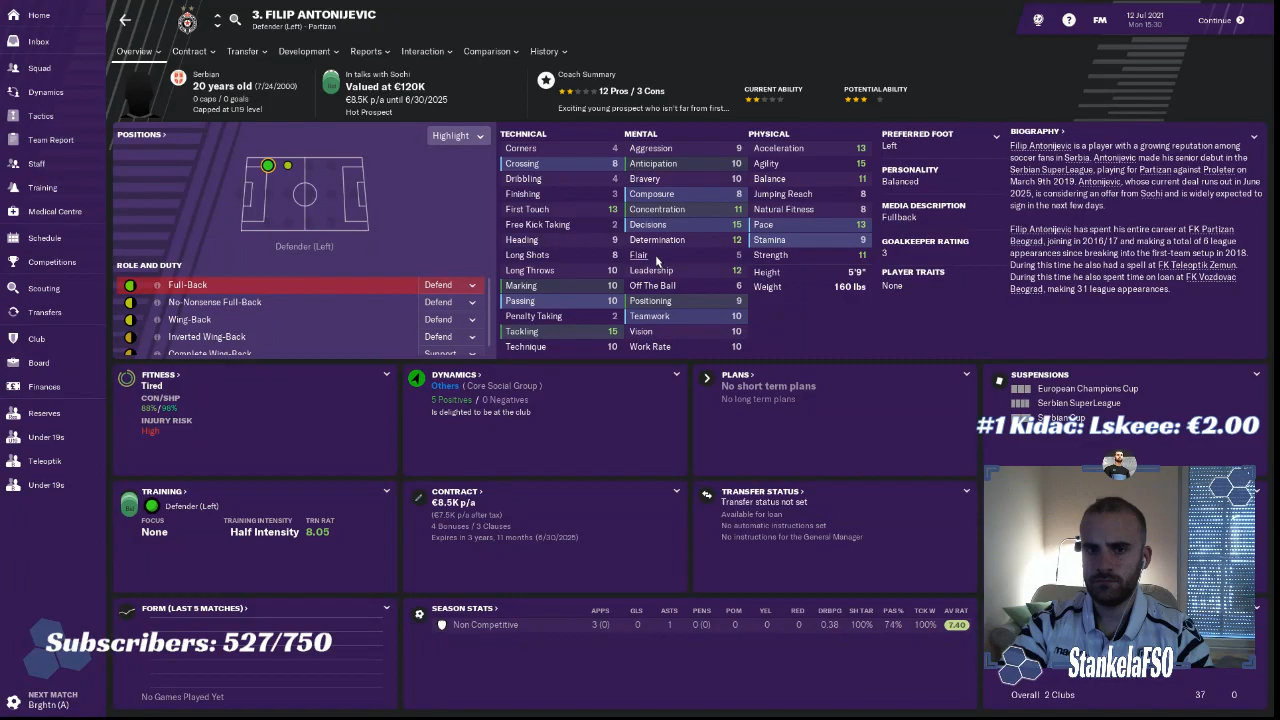 Home
Inbox
Squad
Dynamics
Tactics
Team Report
Staff
Training
Medical Centre
Schedule
Competitions
Scouting
Transfers
Club
Board
Finances
Reserves
Under 19s
Teleoptik
Under 19s
NEXT MATCH
Brghtn (A)
3. FILIP ANTONIJEVIC
Defender (Left) - Partizan
FM
12 Jul 2021
Mon 15:30
Continue
Overview
Contract
Transfer
Development
Reports
Interaction
Comparison
History
Serbian
20 years old (7/24/2000)
0 caps / 0 goals
Capped at U19 level
Bid
In talks with Sochi
Valued at €120K
€8.5K p/a until 6/30/2025
Hot Prospect
Coach Summary
12 Pros / 3 Cons
Exciting young prospect who isn't far from first...
CURRENT ABILITY
POTENTIAL ABILITY
POSITIONS
Highlight
Defender (Left)
ROLE AND DUTY
Full-Back Defend
No-Nonsense Full-Back Defend
Wing-Back Defend
Inverted Wing-Back Defend
Complete Wing-Back Support
TECHNICAL
Corners 4
Crossing 8
Dribbling 4
Finishing 3
First Touch 13
Free Kick Taking 2
Heading 9
Long Shots 8
Long Throws 10
Marking 10
Passing 10
Penalty Taking 2
Tackling 15
Technique 10
MENTAL
Aggression 9
Anticipation 10
Bravery 10
Composure 8
Concentration 11
Decisions 15
Determination 12
Flair 5
Leadership 12
Off The Ball 6
Positioning 9
Teamwork 10
Vision 10
Work Rate 10
PHYSICAL
Acceleration 13
Agility 15
Balance 11
Jumping Reach 8
Natural Fitness 8
Pace 13
Stamina 9
Strength 11
Height 5'9"
Weight 160 lbs
PREFERRED FOOT
Left
PERSONALITY
Balanced
MEDIA DESCRIPTION
Fullback
GOALKEEPER RATING
3
PLAYER TRAITS
None
BIOGRAPHY
Filip Antonijevic is a player with a growing reputation among
soccer fans in Serbia. Antonijevic made his senior debut in the
Serbian SuperLeague, playing for Partizan against Proleter on
March 9th 2019. Antonijevic, whose current deal runs out in June
2025, is considering an offer from Sochi and is widely expected to
sign in the next few days.
Filip Antonijevic has spent his entire career at FK Partizan
Beograd, joining in 2016/17 and making a total of 6 league
appearances since breaking into the first-team setup in 2018.
During this time he also had a spell at FK Teleoptik Zemun.
During this time he also spent time on loan at FK Vozdovac
Beograd, making 31 league appearances.
FITNESS
Tired
CON/SHP
88%/98%
INJURY RISK
High
DYNAMICS
Others ( Core Social Group )
5 Positives / 0 Negatives
Is delighted to be at the club
PLANS
No short term plans
No long term plans
SUSPENSIONS
European Champions Cup
Serbian SuperLeague
Serbian Cup
#1 Kidač: Lskeee: €2.00
TRAINING
Bid
Defender (Left)
FOCUS
None
TRAINING INTENSITY
Half Intensity
TRN RAT
8.05
CONTRACT
€8.5K p/a
(€7.5K p/a after tax)
4 Bonuses / 3 Clauses
Expires in 3 years, 11 months (6/30/2025)
TRANSFER STATUS
Transfer status not set
Available for loan
No automatic instructions set
No instructions for the General Manager
FORM (LAST 5 MATCHES)
No Games Played Yet
Subscribers: 527/750
SEASON STATS
APPS GLS ASTS PENS POM YEL RED DRBPG SH TAR PAS % TCK W AV RAT
Non Competitive 3 (0) 0 1 0 (0) 0 0 0 0.38 100% 74% 100% 7.40
StankelaFSO
Overall 2 Clubs 37 0